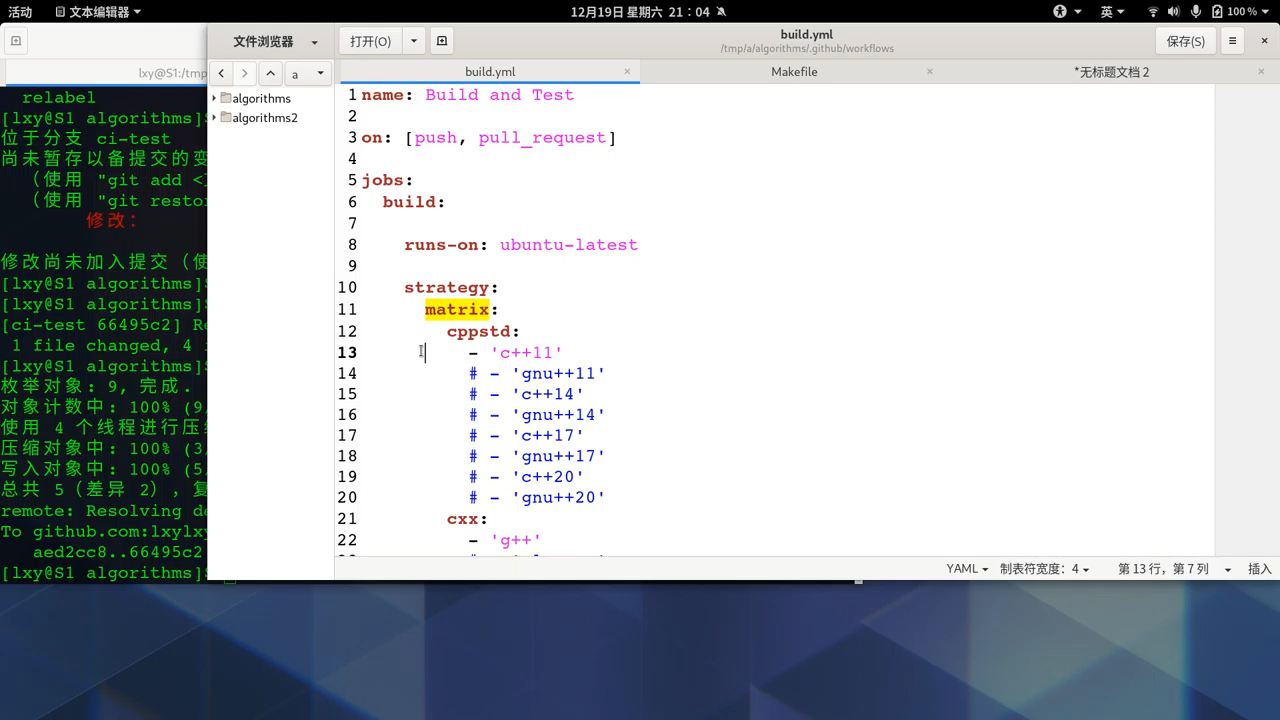 活动 文本编辑器 12月19日 星期六 21：04 英 100 %
文件浏览器 打开(O) build.yml /tmp/a/algorithms/.github/workflows 保存(S)
lxy@S1:/tmp
a
build.yml Makefile *无标题文档 2
algorithms
algorithms2
relabel
[lxy@S1 algorithms]
位于分支 ci-test
尚未暂存以备提交的变
（使用 "git add <
（使用 "git resto
修改：
修改尚未加入提交（使
[lxy@S1 algorithms]
[lxy@S1 algorithms]
[ci-test 66495c2] R
1 file changed, 4
[lxy@S1 algorithms]
枚举对象: 9, 完成.
对象计数中: 100% (9
使用 4 个线程进行压
压缩对象中: 100% (3
写入对象中: 100% (5
总共 5（差异 2），复
remote: Resolving de
To github.com:lxylxy
aed2cc8..66495c2
[lxy@S1 algorithms]
1 name: Build and Test
2
3 on: [push, pull_request]
4
5 jobs:
6 build:
7
8 runs-on: ubuntu-latest
9
10 strategy:
11 matrix:
12 cppstd:
13 - 'c++11'
14 # - 'gnu++11'
15 # - 'c++14'
16 # - 'gnu++14'
17 # - 'c++17'
18 # - 'gnu++17'
19 # - 'c++20'
20 # - 'gnu++20'
21 cxx:
22 - 'g++'
YAML 制表符宽度：4 第 13 行，第 7 列 插入